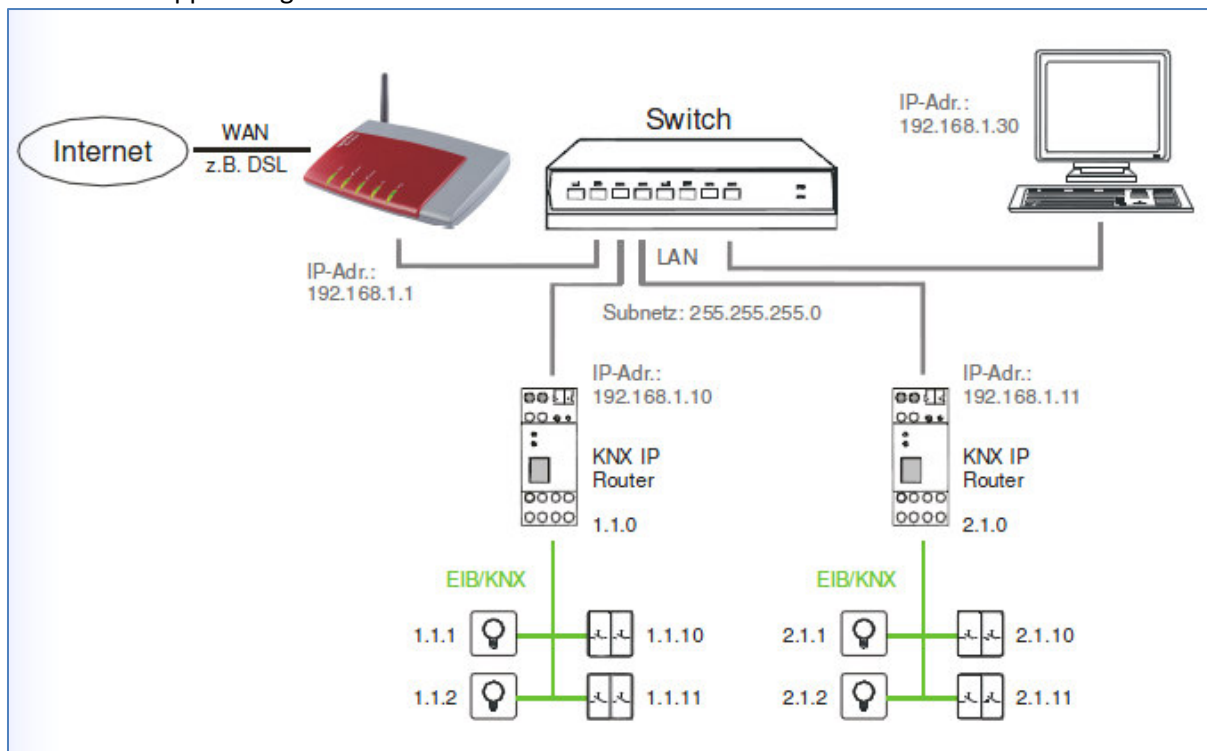 Internet
WAN
z.B. DSL
IP-Adr.:
192.168.1.1
Switch
LAN
Subnetz: 255.255.255.0
IP-Adr.:
192.168.1.30
IP-Adr.:
192.168.1.10
KNX IP
Router
1.1.0
IP-Adr.:
192.168.1.11
KNX IP
Router
2.1.0
EIB/KNX
1.1.1
1.1.10
1.1.2
1.1.11
EIB/KNX
2.1.1
2.1.10
2.1.2
2.1.11